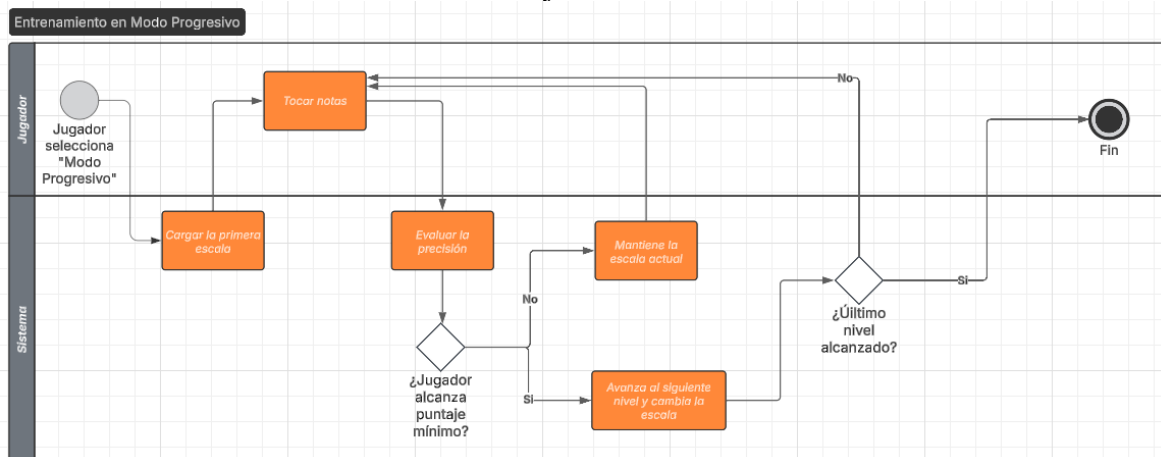 Entrenamiento en Modo Progresivo
Jugador
Jugador
selecciona
"Modo
Progresivo"
Tocar notas
No
Fin
Sistema
Cargar la primera
escala
Evaluar la
precisión
Mantiene la
escala actual
No
¿Jugador
alcanza
puntaje
mínimo?
Si
Avanza al siguiente
nivel y cambia la
escala
¿Úiltimo
nivel
alcanzado?
Si